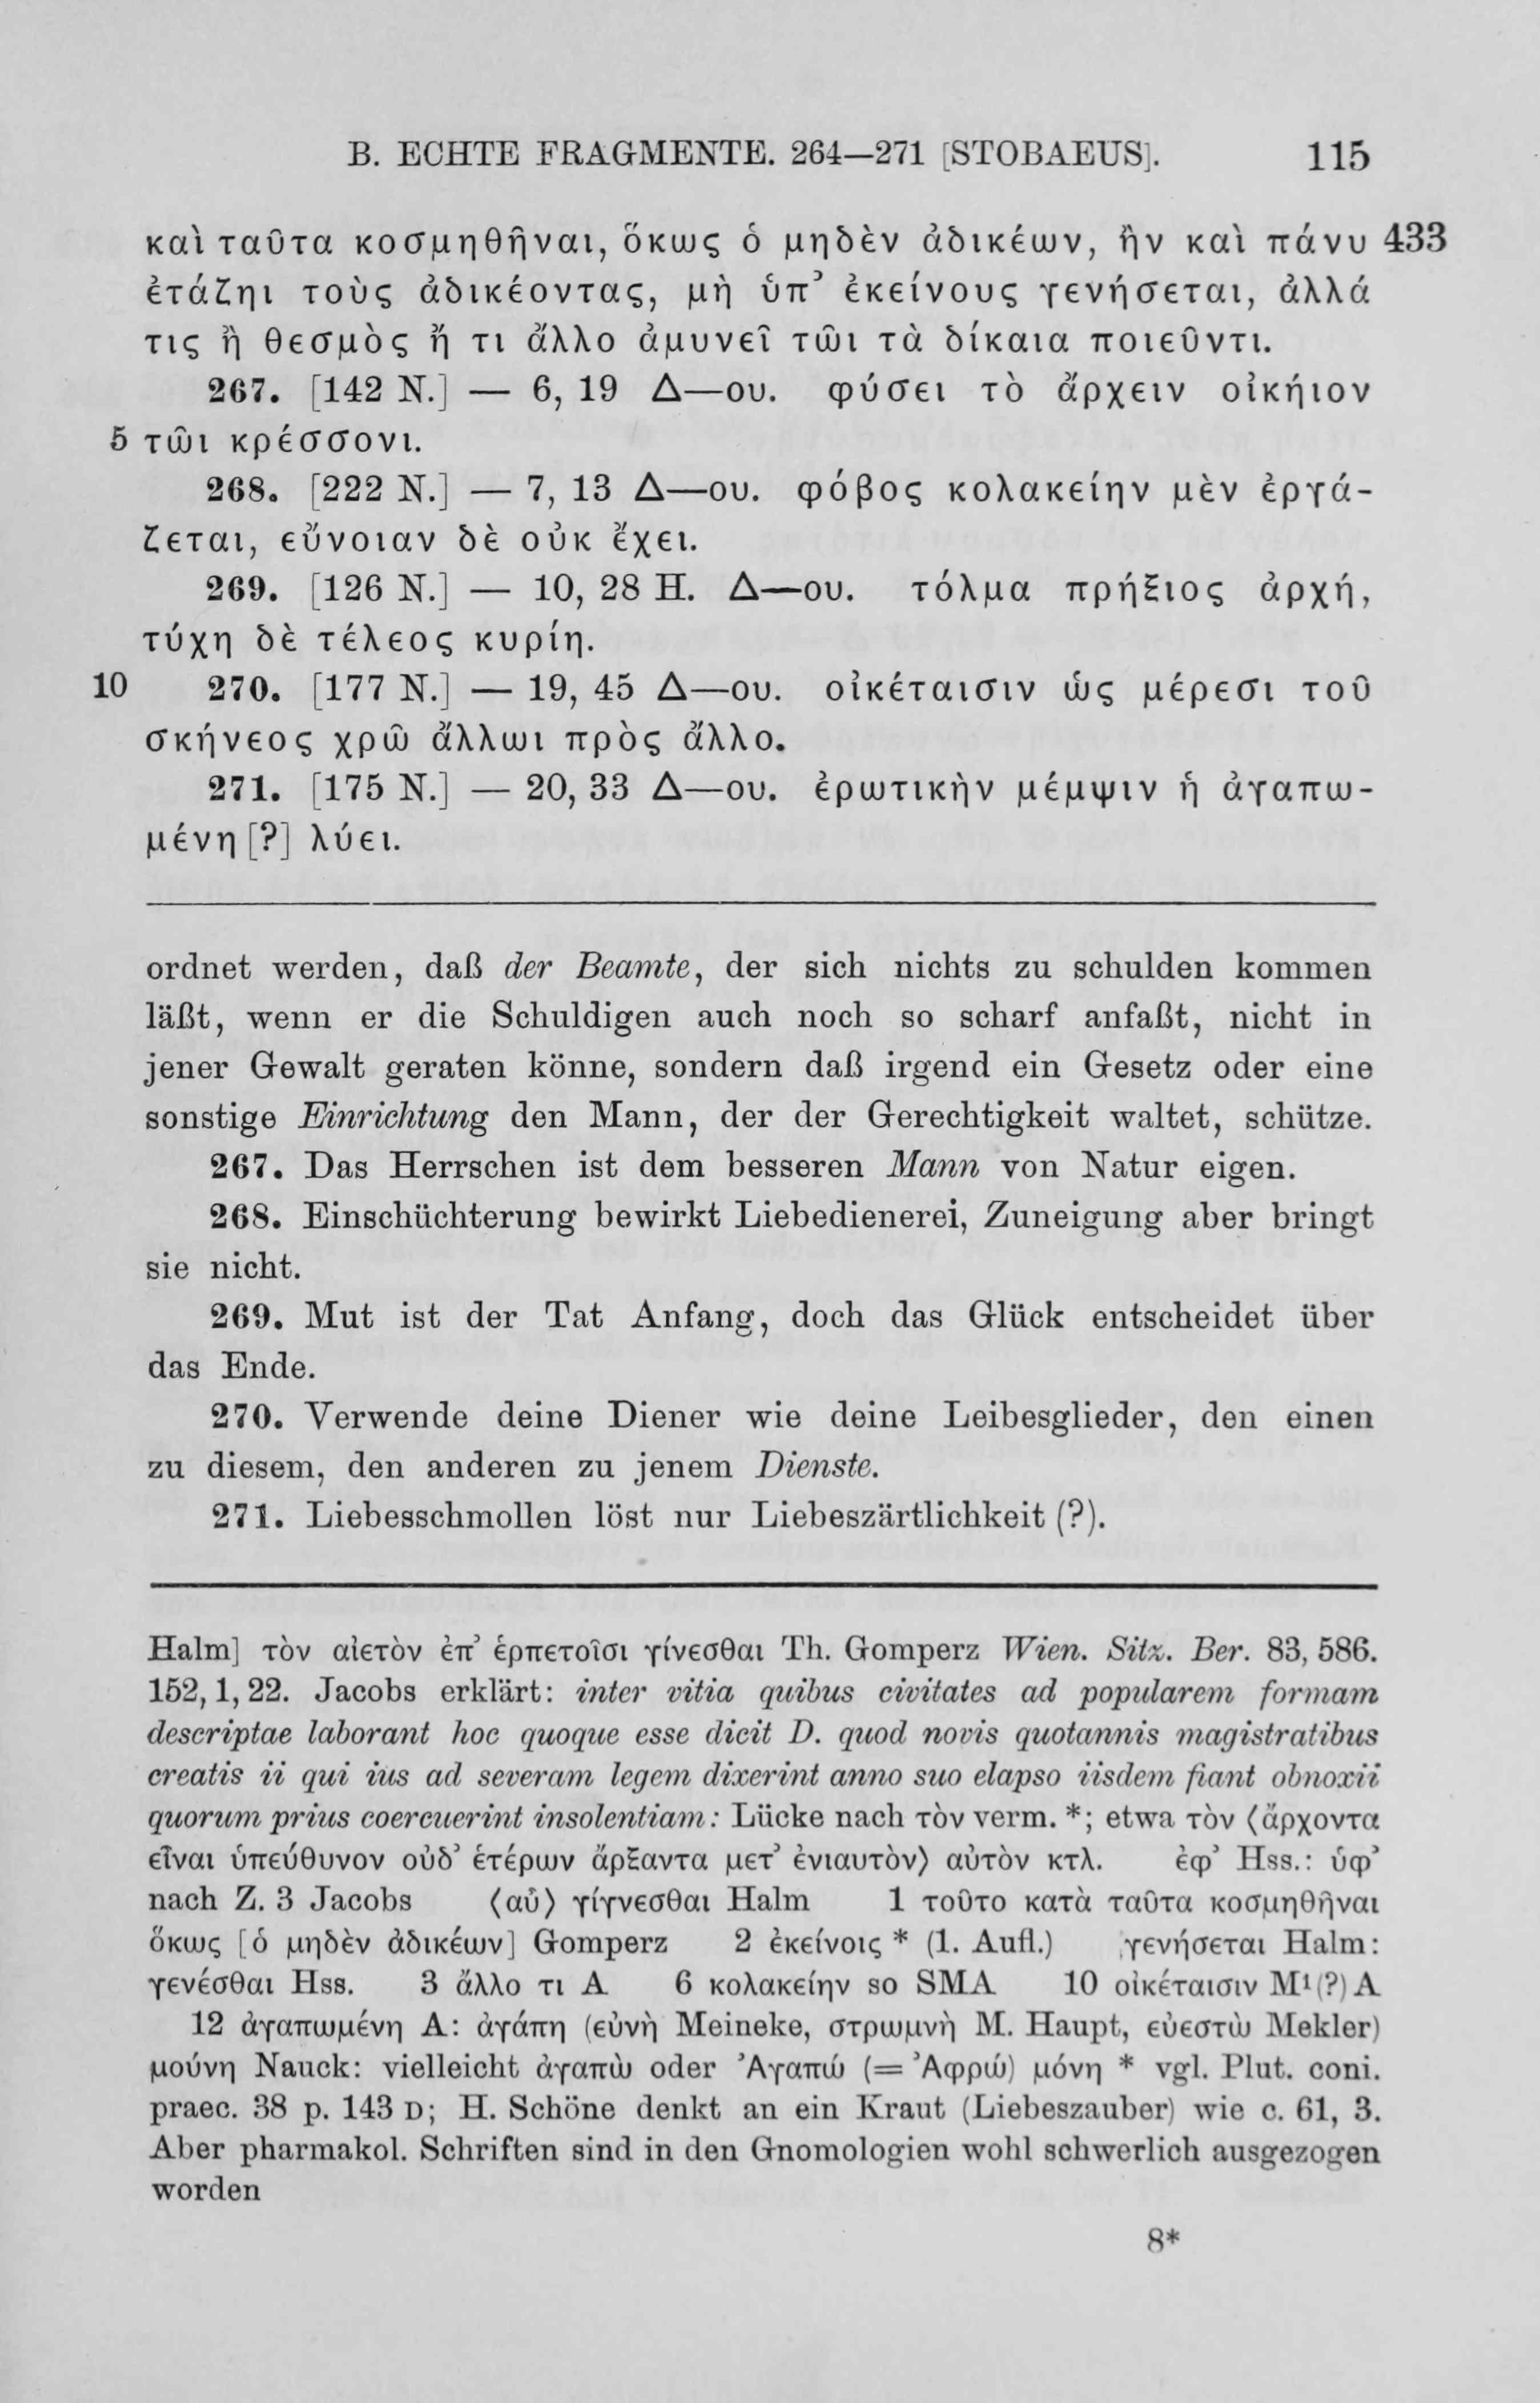 B. ECHTE FRAGMENTE. 264—271 [STOBAEUS]. 115
καὶ ταῦτα κοσμηθῆναι, ὅκως ὁ μηδὲν ἀδικέων, ἢν καὶ πάνυ 433
ἐτάζηι τοὺς ἀδικέοντας, μὴ ὑπ’ ἐκείνους γενήσεται, ἀλλά
τις ἢ θεσμὸς ἤ τι ἄλλο ἀμυνεῖ τῶι τὰ δίκαια ποιεῦντι.
267. [142 N.] — 6, 19 Δ—ου. φύσει τὸ ἄρχειν οἰκήιον
5 τῶι κρέσσονι.
268. [222 N.] — 7, 13 Δ—ου. φόβος κολακείην μὲν ἐργά-
ζεται, εὔνοιαν δὲ οὐκ ἔχει.
269. [126 N.] — 10, 28 H. Δ—ου. τόλμα πρήξιος ἀρχή,
τύχη δὲ τέλεος κυρίη.
10 270. [177 N.] — 19, 45 Δ—ου. οἰκέταισιν ὡς μέρεσι τοῦ
σκήνεος χρῶ ἄλλωι πρὸς ἄλλο.
271. [175 N.] — 20, 33 Δ—ου. ἐρωτικὴν μέμψιν ἡ ἀγαπω-
μένη [?] λύει.
ordnet werden, daß der Beamte, der sich nichts zu schulden kommen
läßt, wenn er die Schuldigen auch noch so scharf anfaßt, nicht in
jener Gewalt geraten könne, sondern daß irgend ein Gesetz oder eine
sonstige Einrichtung den Mann, der der Gerechtigkeit waltet, schütze.
267. Das Herrschen ist dem besseren Mann von Natur eigen.
268. Einschüchterung bewirkt Liebedienerei, Zuneigung aber bringt
sie nicht.
269. Mut ist der Tat Anfang, doch das Glück entscheidet über
das Ende.
270. Verwende deine Diener wie deine Leibesglieder, den einen
zu diesem, den anderen zu jenem Dienste.
271. Liebesschmollen löst nur Liebeszärtlichkeit (?).
Halm] τὸν αἰετὸν ἐπ’ ἑρπετοῖσι γίνεσθαι Th. Gomperz Wien. Sitz. Ber. 83, 586.
152, 1, 22. Jacobs erklärt: inter vitia quibus civitates ad popularem formam
descriptae laborant hoc quoque esse dicit D. quod novis quotannis magistratibus
creatis ii qui ius ad severam legem dixerint anno suo elapso iisdem fiant obnoxii
quorum prius coercuerint insolentiam: Lücke nach τὸν verm. *; etwa τὸν ⟨ἄρχοντα
εἶναι ὑπεύθυνον οὐδ’ ἑτέρων ἄρξαντα μετ’ ἐνιαυτὸν⟩ αὐτὸν κτλ. ἐφ’ Hss.: ὑφ’
nach Z. 3 Jacobs ⟨αὖ⟩ γίγνεσθαι Halm 1 τοῦτο κατὰ ταῦτα κοσμηθῆναι
ὅκως [ὁ μηδὲν ἀδικέων] Gomperz 2 ἐκείνοις * (1. Aufl.) γενήσεται Halm:
γενέσθαι Hss. 3 ἄλλο τι A 6 κολακείην so SMA 10 οἰκέταισιν M¹ (?) A
12 ἀγαπωμένη A: ἀγάπη (εὐνὴ Meineke, στρωμνὴ M. Haupt, εὐεστὼ Mekler)
μούνη Nauck: vielleicht ἀγαπὼ oder Ἀγαπώ (= Ἀφρώ) μόνη * vgl. Plut. coni.
praec. 38 p. 143 D; H. Schöne denkt an ein Kraut (Liebeszauber) wie c. 61, 3.
Aber pharmakol. Schriften sind in den Gnomologien wohl schwerlich ausgezogen
worden
8*